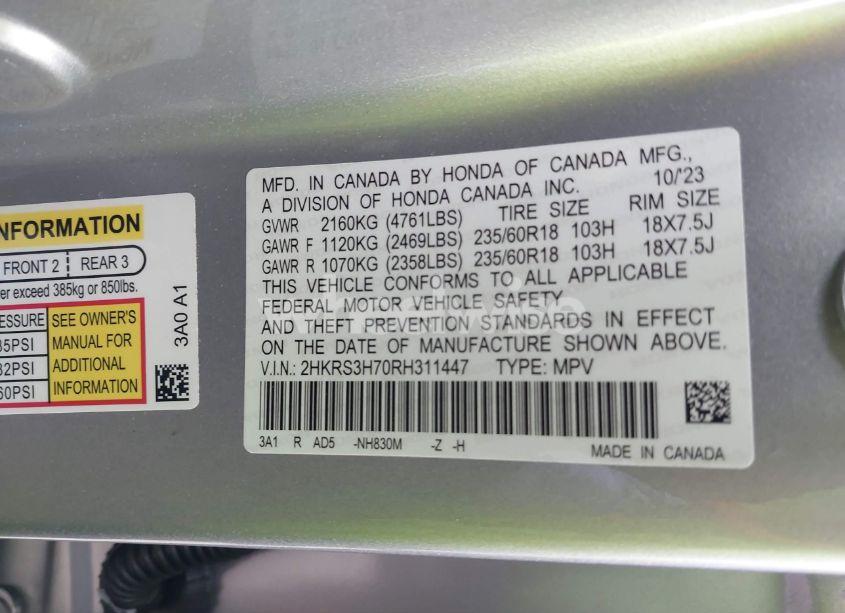 NFORMATION
FRONT 2 REAR 3
er exceed 385kg or 850lbs.
ESSURE SEE OWNER'S
35PSI MANUAL FOR
32PSI ADDITIONAL
60PSI INFORMATION
3A0 A1
MFD. IN CANADA BY HONDA OF CANADA MFG.,
A DIVISION OF HONDA CANADA INC. 10/'23
GVWR 2160KG (4761LBS) TIRE SIZE RIM SIZE
GAWR F 1120KG (2469LBS) 235/60R18 103H 18X7.5J
GAWR R 1070KG (2358LBS) 235/60R18 103H 18X7.5J
THIS VEHICLE CONFORMS TO ALL APPLICABLE
FEDERAL MOTOR VEHICLE SAFETY
AND THEFT PREVENTION STANDARDS IN EFFECT
ON THE DATE OF MANUFACTURE SHOWN ABOVE.
V.I.N.: 2HKRS3H70RH311447 TYPE: MPV
3A1 R AD5 -NH830M -Z -H
MADE IN CANADA